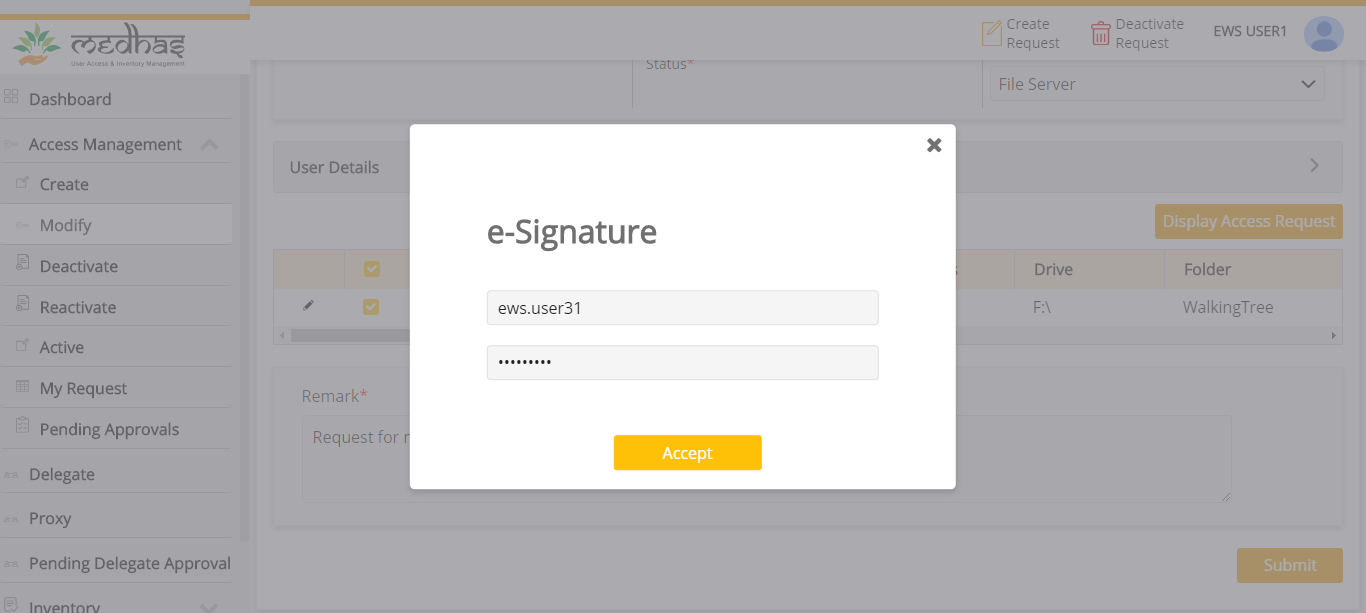 medhas
User Access & Inventory Management
Create
Request
Deactivate
Request
EWS USER1
Dashboard
Access Management
Create
Modify
Deactivate
Reactivate
Active
My Request
Pending Approvals
Delegate
Proxy
Pending Delegate Approval
Inventory
Status*
File Server
User Details
Display Access Request
Drive
Folder
F:\
WalkingTree
Remark*
Request for
Submit
e-Signature
ews.user31
•••••••••
Accept